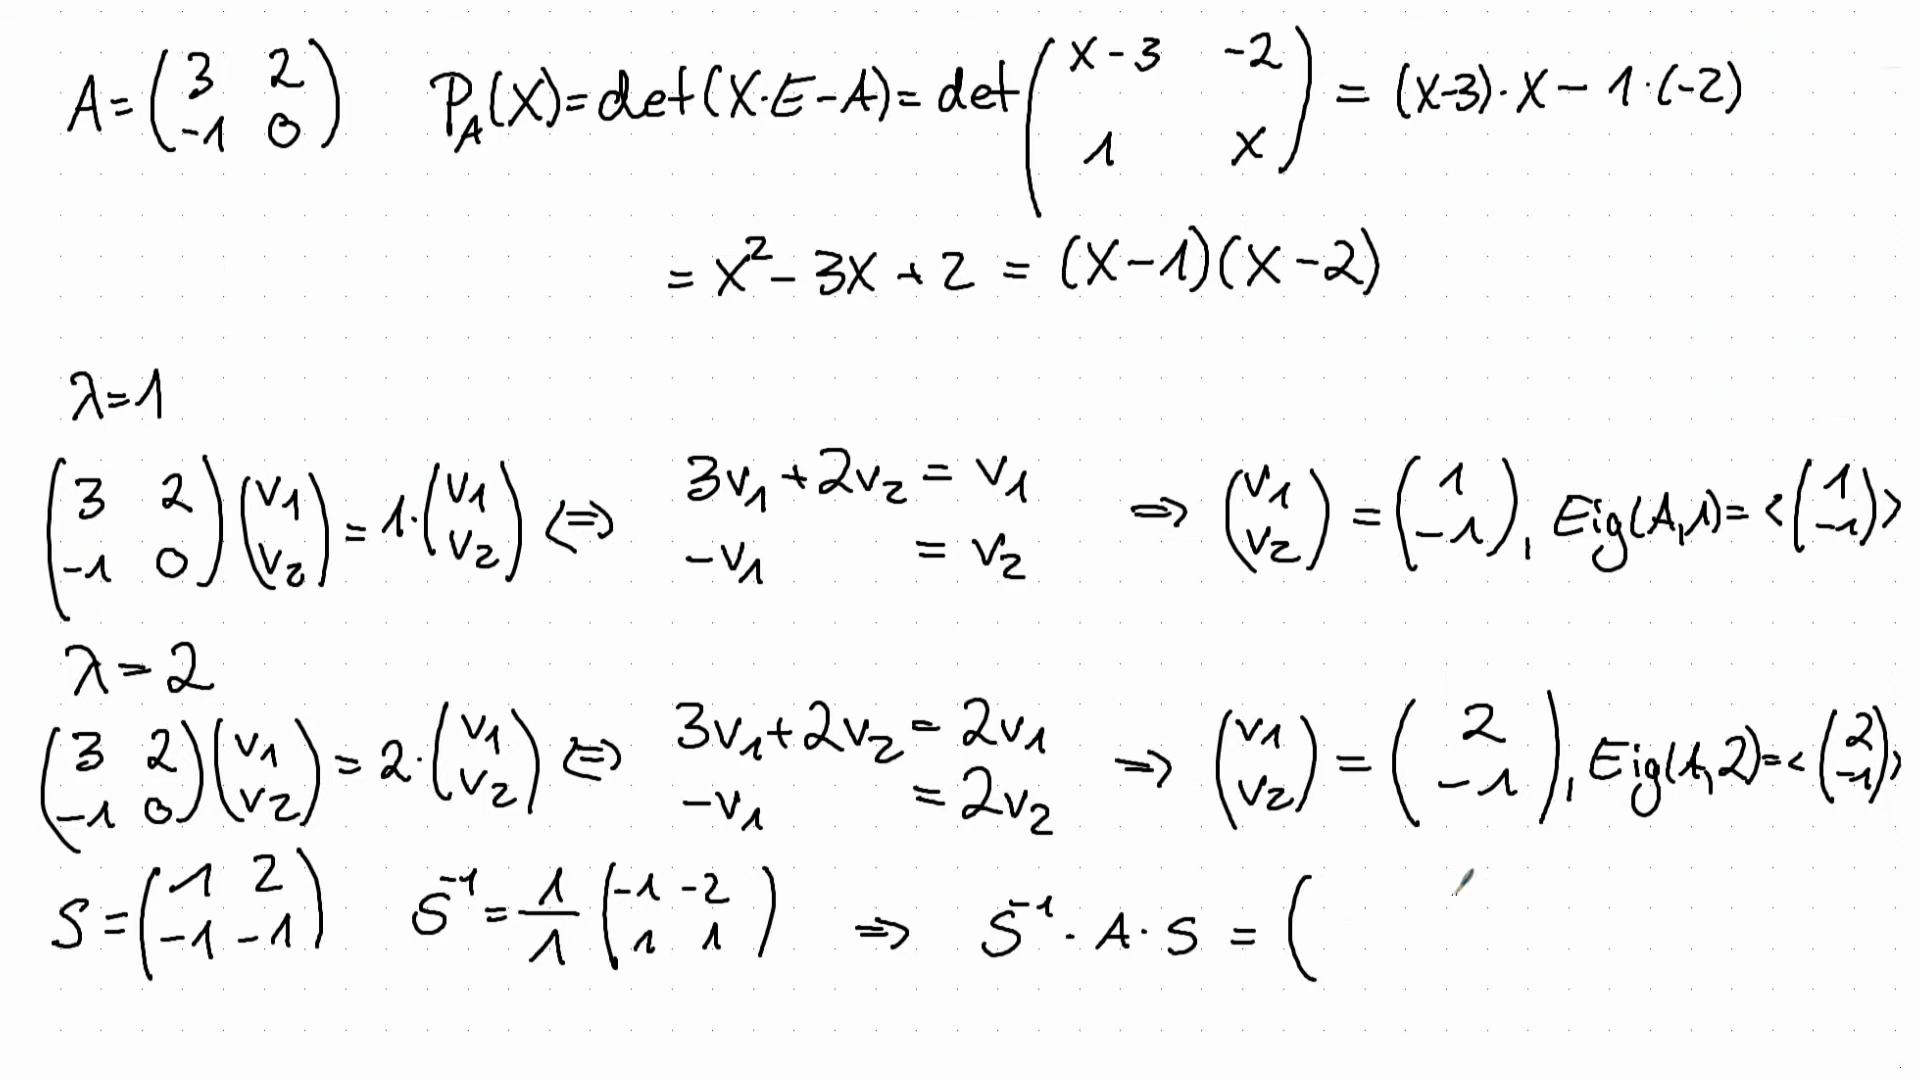 A = ( 3 2 ; -1 0 )   P_A(X) = det(X·E-A) = det( X-3 -2 ; 1 X ) = (X-3)·X - 1·(-2)
= X² - 3X + 2 = (X-1)(X-2)
λ=1
( 3 2 ; -1 0 )( v₁ ; v₂ ) = 1·( v₁ ; v₂ ) ⇔ 3v₁+2v₂ = v₁ ; -v₁ = v₂ ⇒ ( v₁ ; v₂ ) = ( 1 ; -1 ), Eig(A,1) = <( 1 ; -1 )>
λ=2
( 3 2 ; -1 0 )( v₁ ; v₂ ) = 2·( v₁ ; v₂ ) ⇔ 3v₁+2v₂ = 2v₁ ; -v₁ = 2v₂ ⇒ ( v₁ ; v₂ ) = ( 2 ; -1 ), Eig(A,2) = <( 2 ; -1 )>
S = ( 1 2 ; -1 -1 )   S⁻¹ = 1/1 ( -1 -2 ; 1 1 ) ⇒ S⁻¹·A·S = (